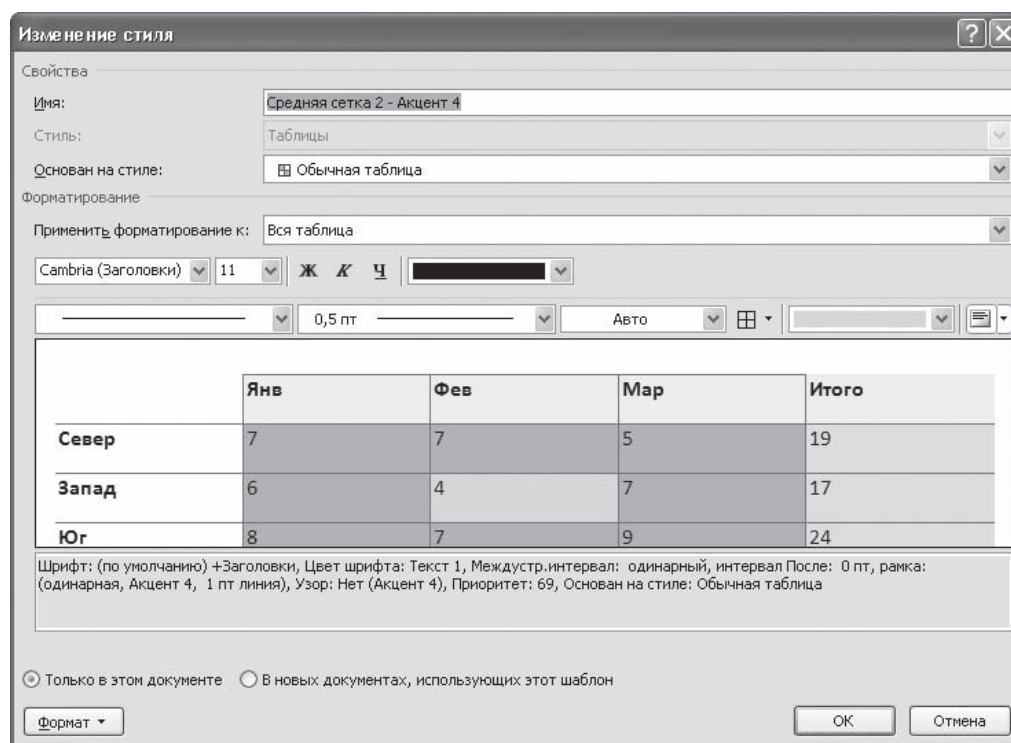 Изменение стиля
Свойства
Имя: Средняя сетка 2 - Акцент 4
Стиль: Таблицы
Основан на стиле: Обычная таблица
Форматирование
Применить форматирование к: Вся таблица
Cambria (Заголовки) 11 Ж К Ч
0,5 пт Авто
Янв Фев Мар Итого
Север 7 7 5 19
Запад 6 4 7 17
Юг 8 7 9 24
Шрифт: (по умолчанию) +Заголовки, Цвет шрифта: Текст 1, Междустр.интервал: одинарный, интервал После: 0 пт, рамка:
(одинарная, Акцент 4, 1 пт линия), Узор: Нет (Акцент 4), Приоритет: 69, Основан на стиле: Обычная таблица
Только в этом документе В новых документах, использующих этот шаблон
Формат ОК Отмена